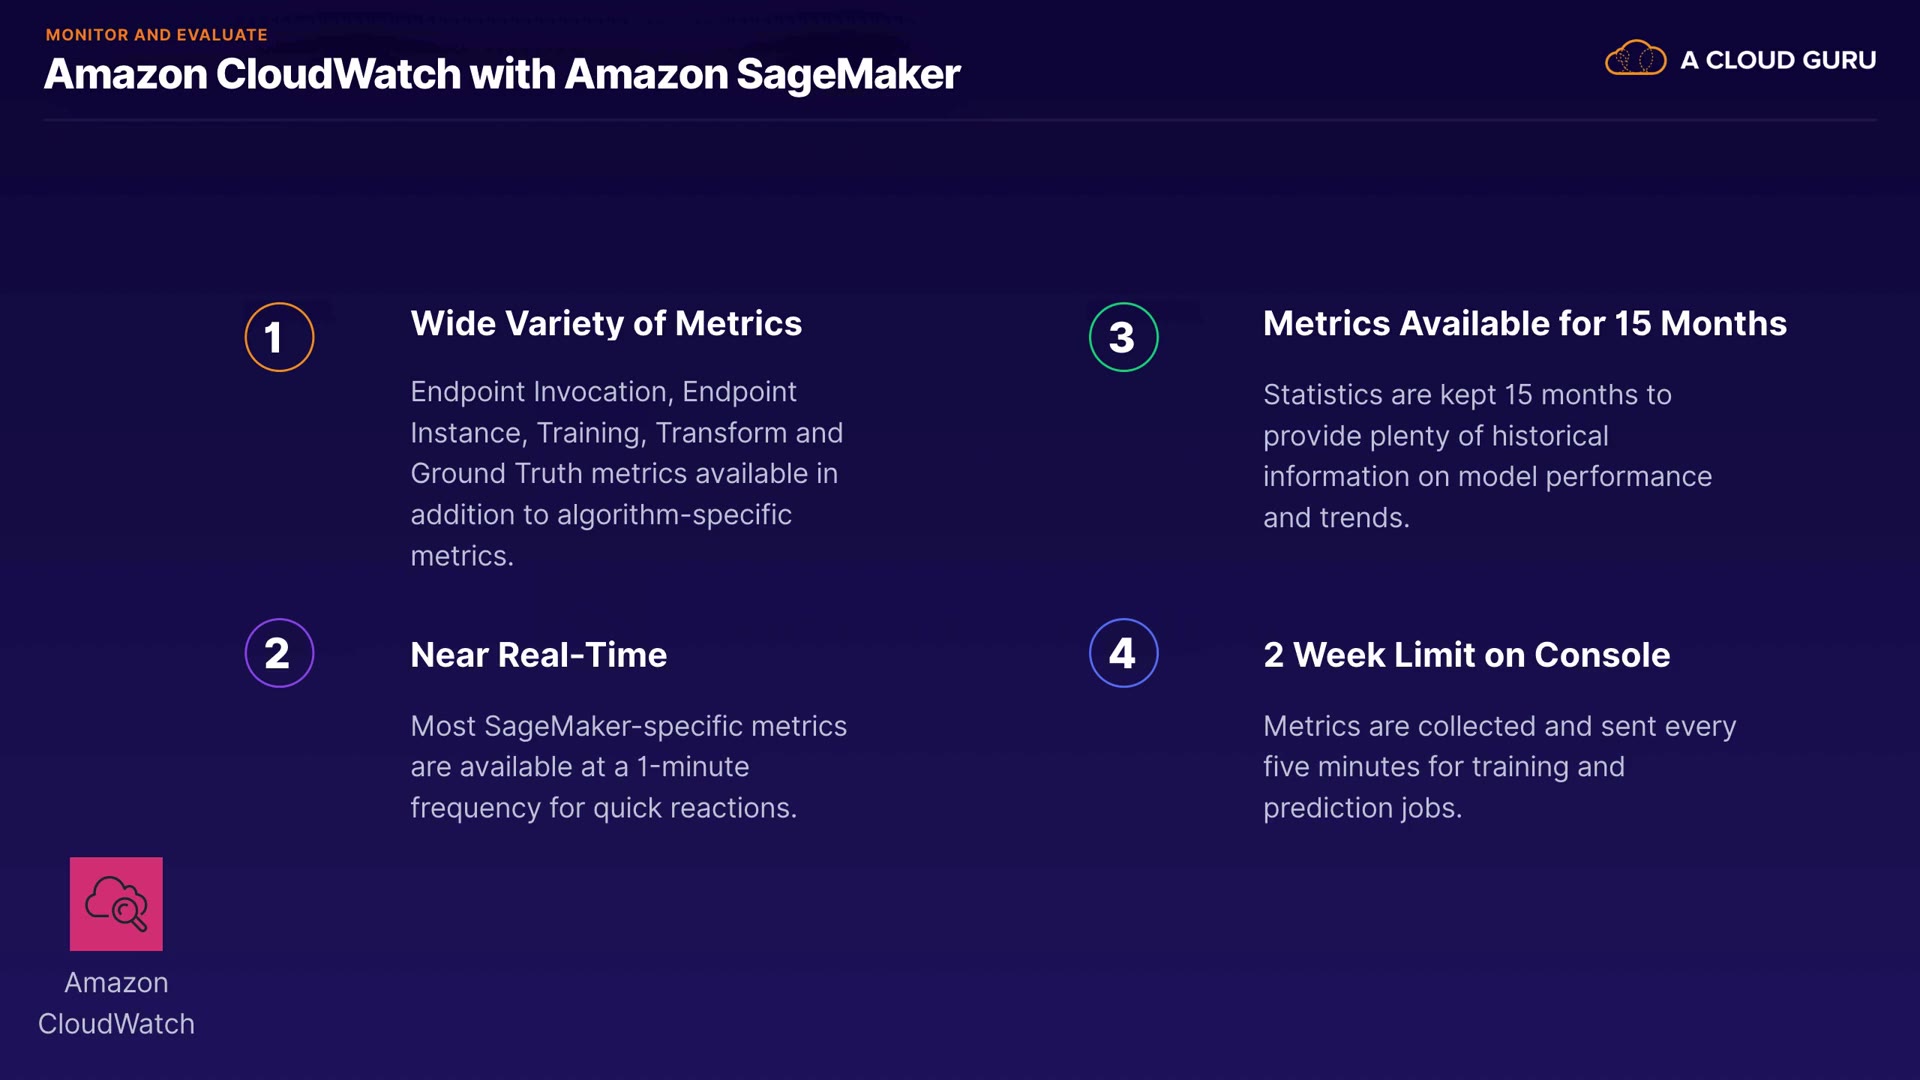 MONITOR AND EVALUATE
Amazon CloudWatch with Amazon SageMaker
A CLOUD GURU
1
Wide Variety of Metrics
Endpoint Invocation, Endpoint
Instance, Training, Transform and
Ground Truth metrics available in
addition to algorithm-specific
metrics.
2
Near Real-Time
Most SageMaker-specific metrics
are available at a 1-minute
frequency for quick reactions.
3
Metrics Available for 15 Months
Statistics are kept 15 months to
provide plenty of historical
information on model performance
and trends.
4
2 Week Limit on Console
Metrics are collected and sent every
five minutes for training and
prediction jobs.
Amazon
CloudWatch